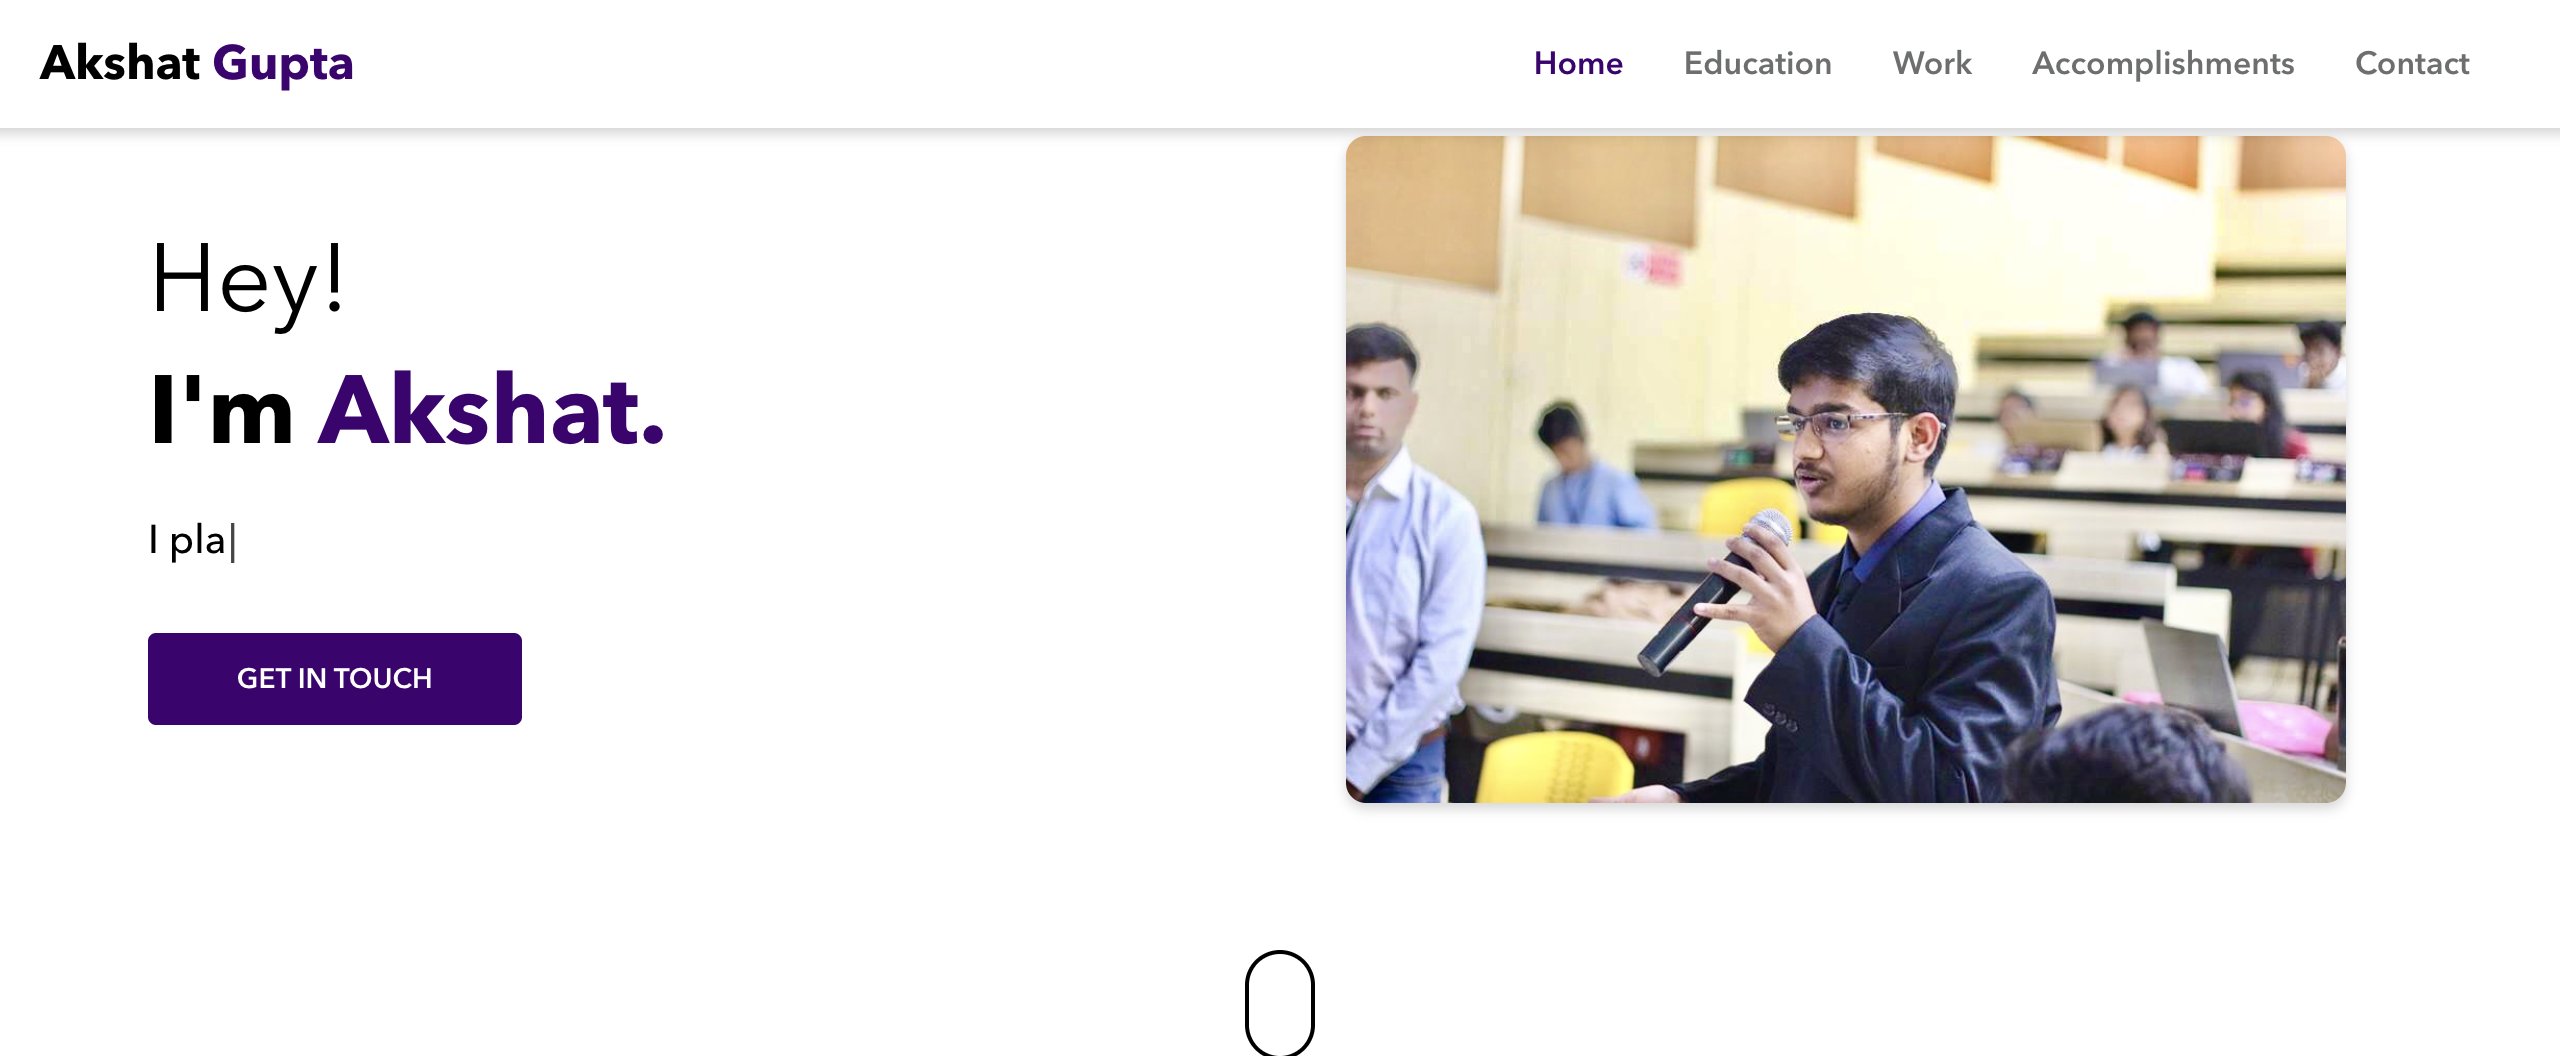 Akshat Gupta
Home Education Work Accomplishments Contact
Hey!
I'm Akshat.
I pla
GET IN TOUCH